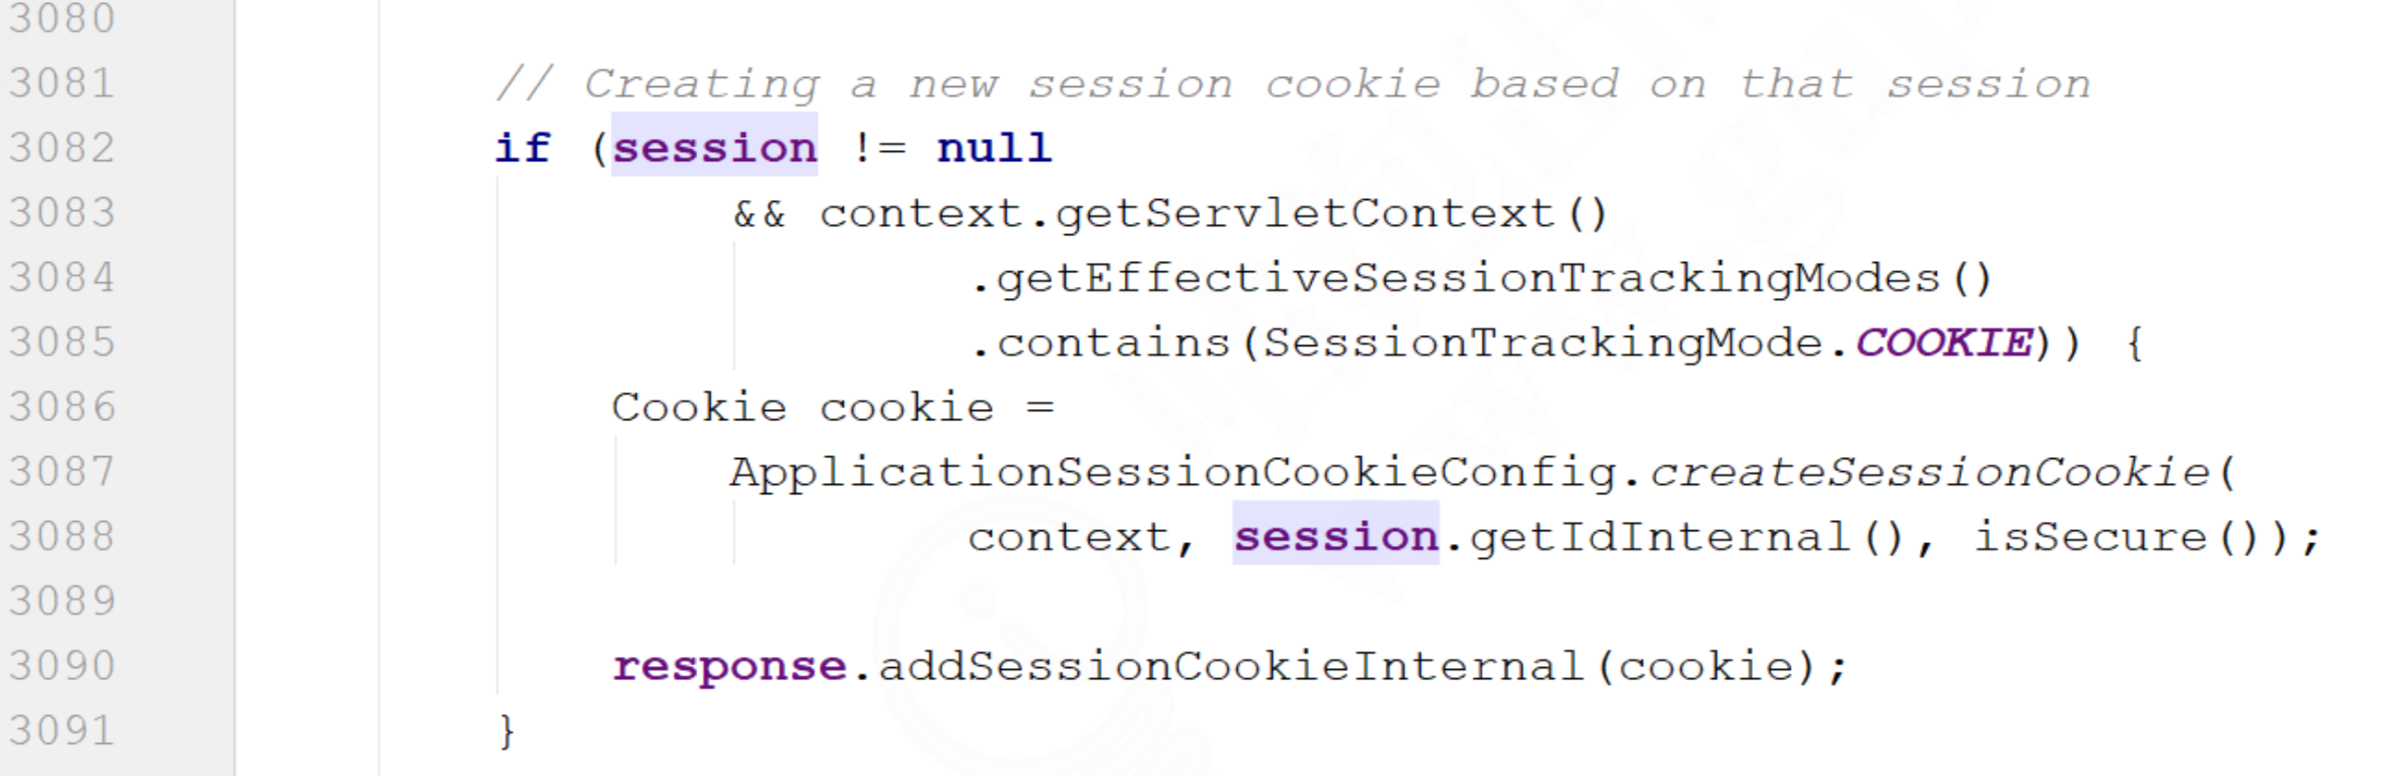 3080
3081 // Creating a new session cookie based on that session
3082 if (session != null
3083 && context.getServletContext()
3084 .getEffectiveSessionTrackingModes()
3085 .contains(SessionTrackingMode.COOKIE)) {
3086 Cookie cookie =
3087 ApplicationSessionCookieConfig.createSessionCookie(
3088 context, session.getIdInternal(), isSecure());
3089
3090 response.addSessionCookieInternal(cookie);
3091 }